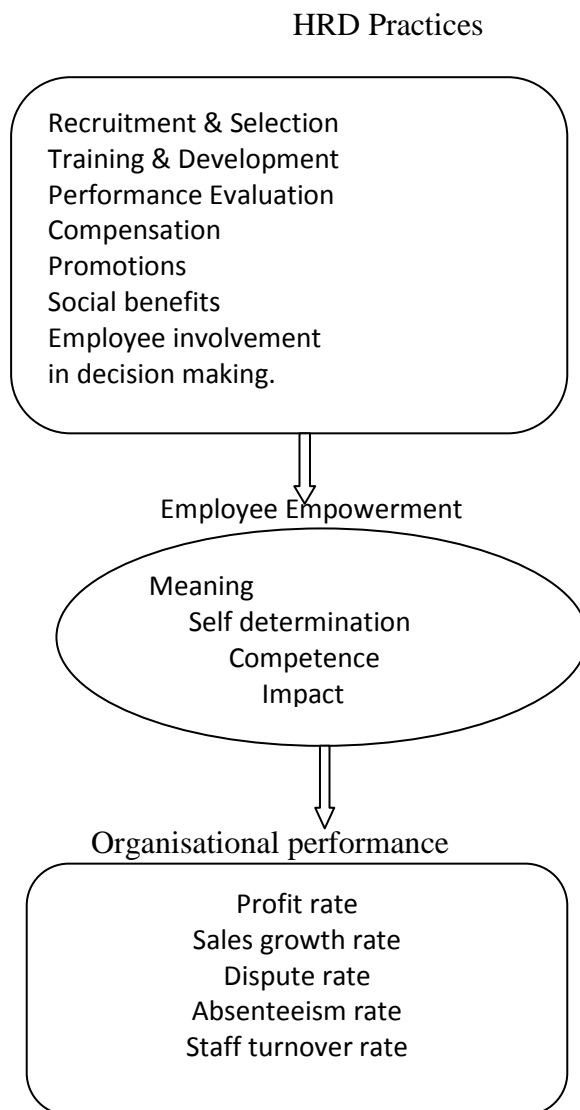 HRD Practices
Recruitment & Selection
Training & Development
Performance Evaluation
Compensation
Promotions
Social benefits
Employee involvement
in decision making.
Employee Empowerment
Meaning
Self determination
Competence
Impact
Organisational performance
Profit rate
Sales growth rate
Dispute rate
Absenteeism rate
Staff turnover rate